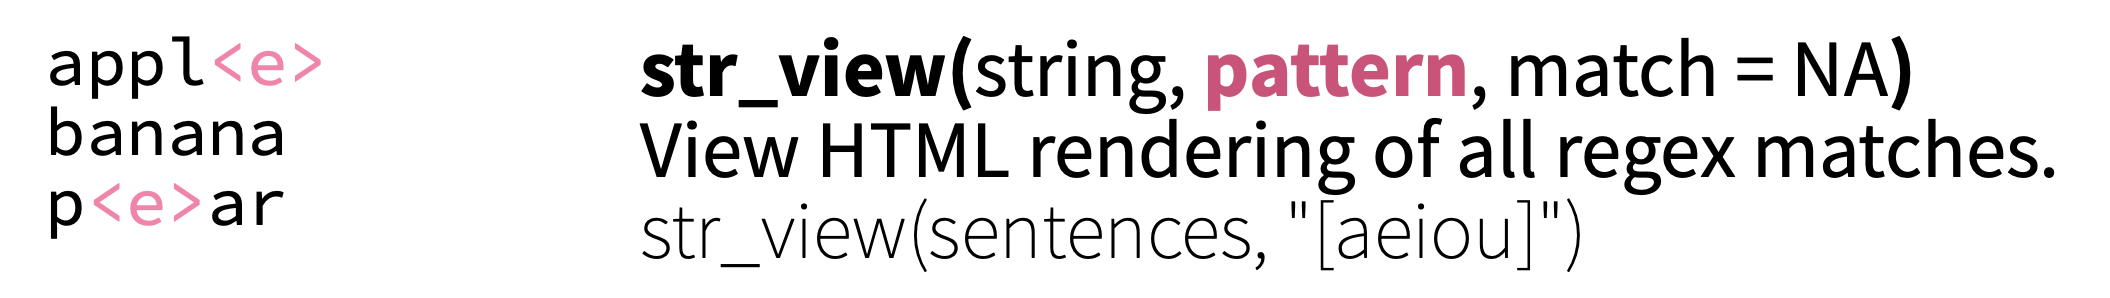 appl<e>
banana
p<e>ar
str_view(string, pattern, match = NA)
View HTML rendering of all regex matches.
str_view(sentences, "[aeiou]")